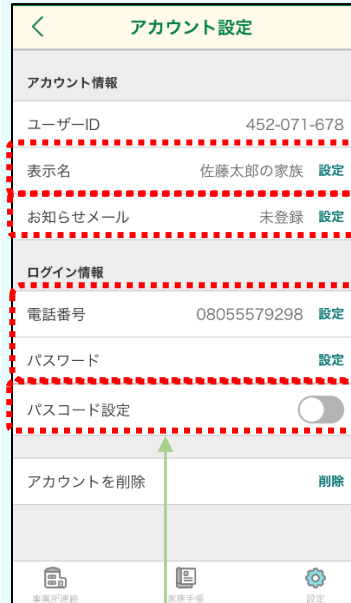 アカウント設定
アカウント情報
ユーザーID 452-071-678
表示名 佐藤太郎の家族 設定
お知らせメール 未登録 設定
ログイン情報
電話番号 08055579298 設定
パスワード 設定
パスコード設定
アカウントを削除 削除
事業所連絡 家族手帳 設定